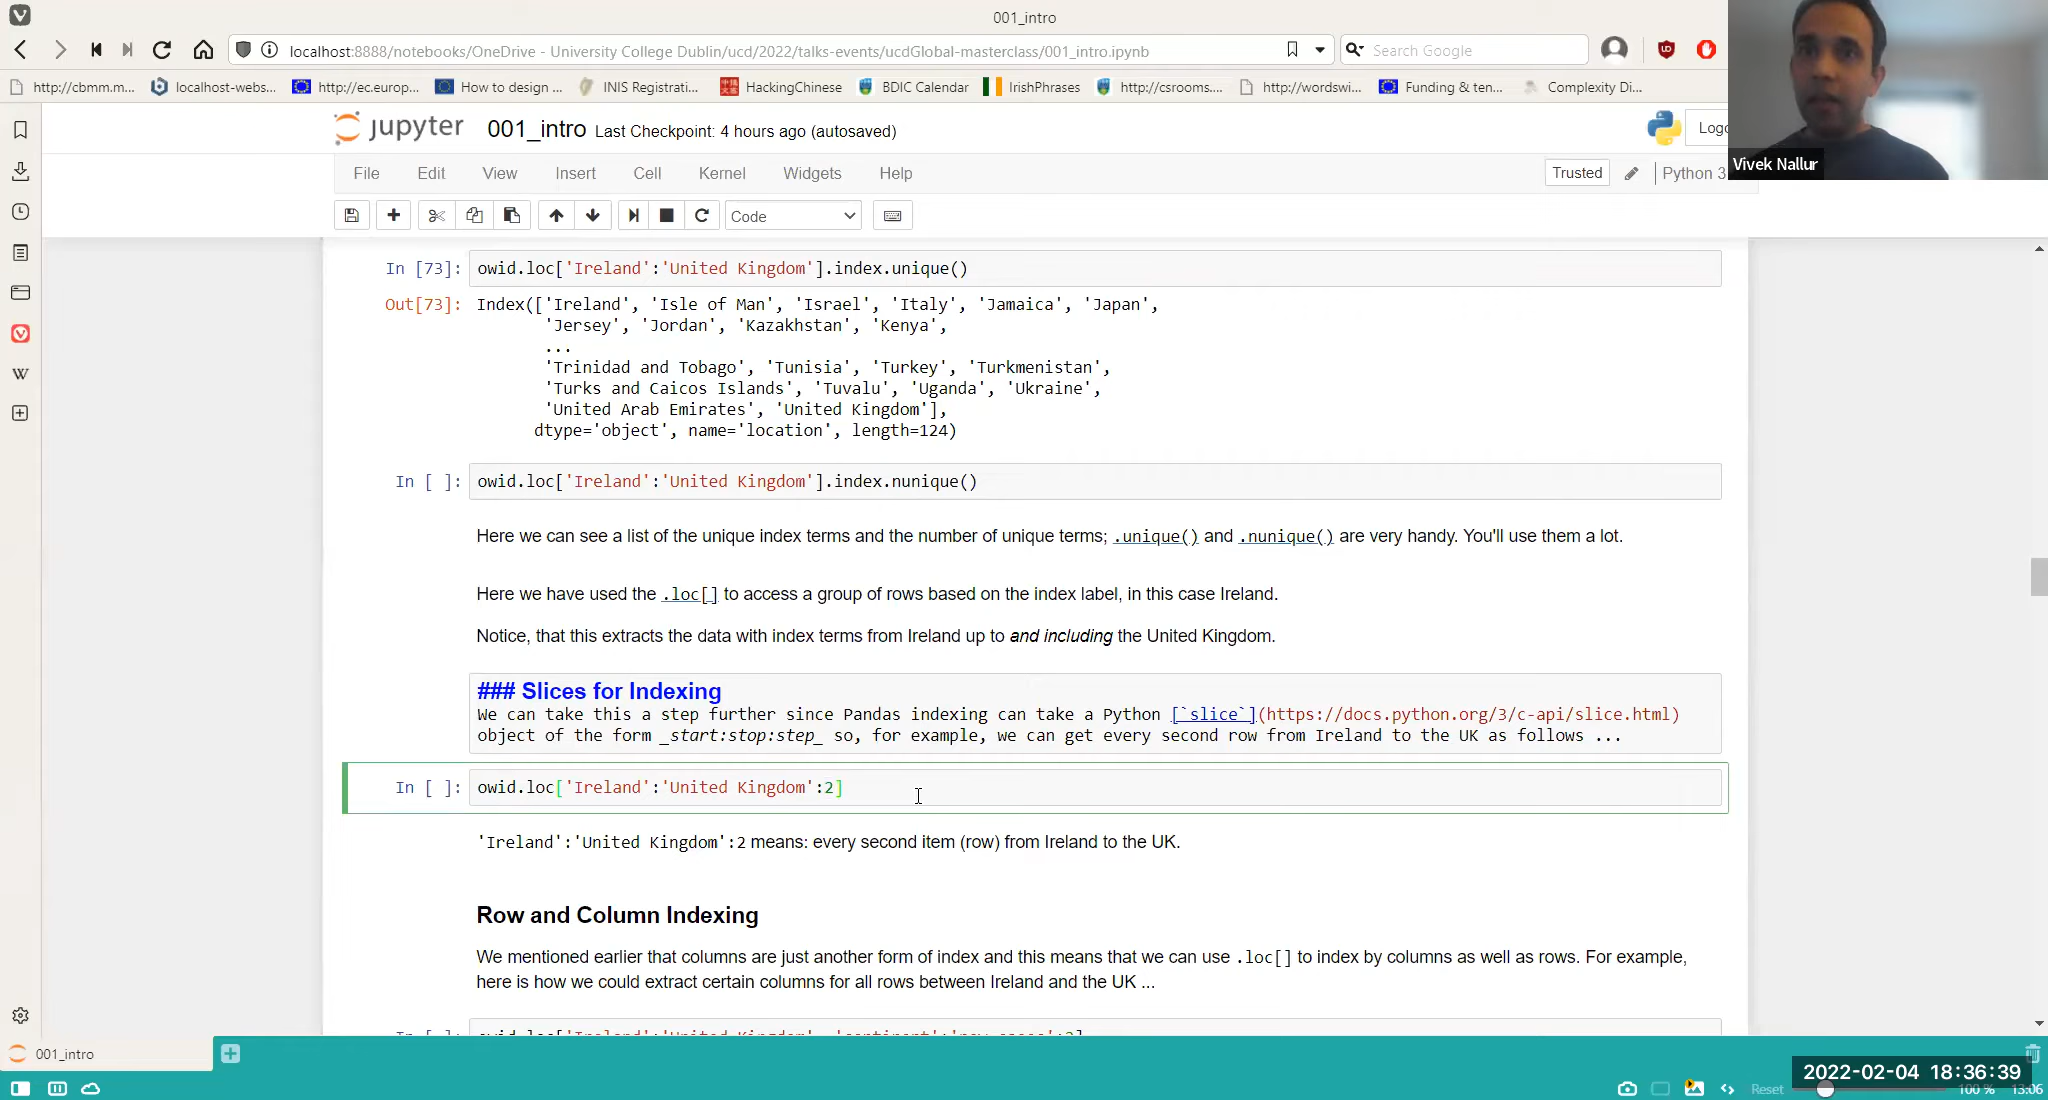 001_intro
localhost:8888/notebooks/OneDrive - University College Dublin/ucd/2022/talks-events/ucdGlobal-masterclass/001_intro.ipynb
Search Google
http://cbmm.m... localhost-webs... http://ec.europ... How to design ... INIS Registrati... HackingChinese BDIC Calendar IrishPhrases http://csrooms.... http://wordswi... Funding & ten... Complexity Di...
jupyter 001_intro Last Checkpoint: 4 hours ago (autosaved)
Logo
Vivek Nallur
File Edit View Insert Cell Kernel Widgets Help Trusted Python 3
Code
In [73]: owid.loc['Ireland':'United Kingdom'].index.unique()
Out[73]: Index(['Ireland', 'Isle of Man', 'Israel', 'Italy', 'Jamaica', 'Japan',
'Jersey', 'Jordan', 'Kazakhstan', 'Kenya',
...
'Trinidad and Tobago', 'Tunisia', 'Turkey', 'Turkmenistan',
'Turks and Caicos Islands', 'Tuvalu', 'Uganda', 'Ukraine',
'United Arab Emirates', 'United Kingdom'],
dtype='object', name='location', length=124)
In [ ]: owid.loc['Ireland':'United Kingdom'].index.nunique()
Here we can see a list of the unique index terms and the number of unique terms; .unique() and .nunique() are very handy. You'll use them a lot.
Here we have used the .loc[] to access a group of rows based on the index label, in this case Ireland.
Notice, that this extracts the data with index terms from Ireland up to and including the United Kingdom.
### Slices for Indexing
We can take this a step further since Pandas indexing can take a Python [`slice`](https://docs.python.org/3/c-api/slice.html)
object of the form _start:stop:step_ so, for example, we can get every second row from Ireland to the UK as follows ...
In [ ]: owid.loc['Ireland':'United Kingdom':2]
'Ireland':'United Kingdom':2 means: every second item (row) from Ireland to the UK.
Row and Column Indexing
We mentioned earlier that columns are just another form of index and this means that we can use .loc[] to index by columns as well as rows. For example,
here is how we could extract certain columns for all rows between Ireland and the UK ...
001_intro
2022-02-04 18:36:39
Reset 100 % 13:06